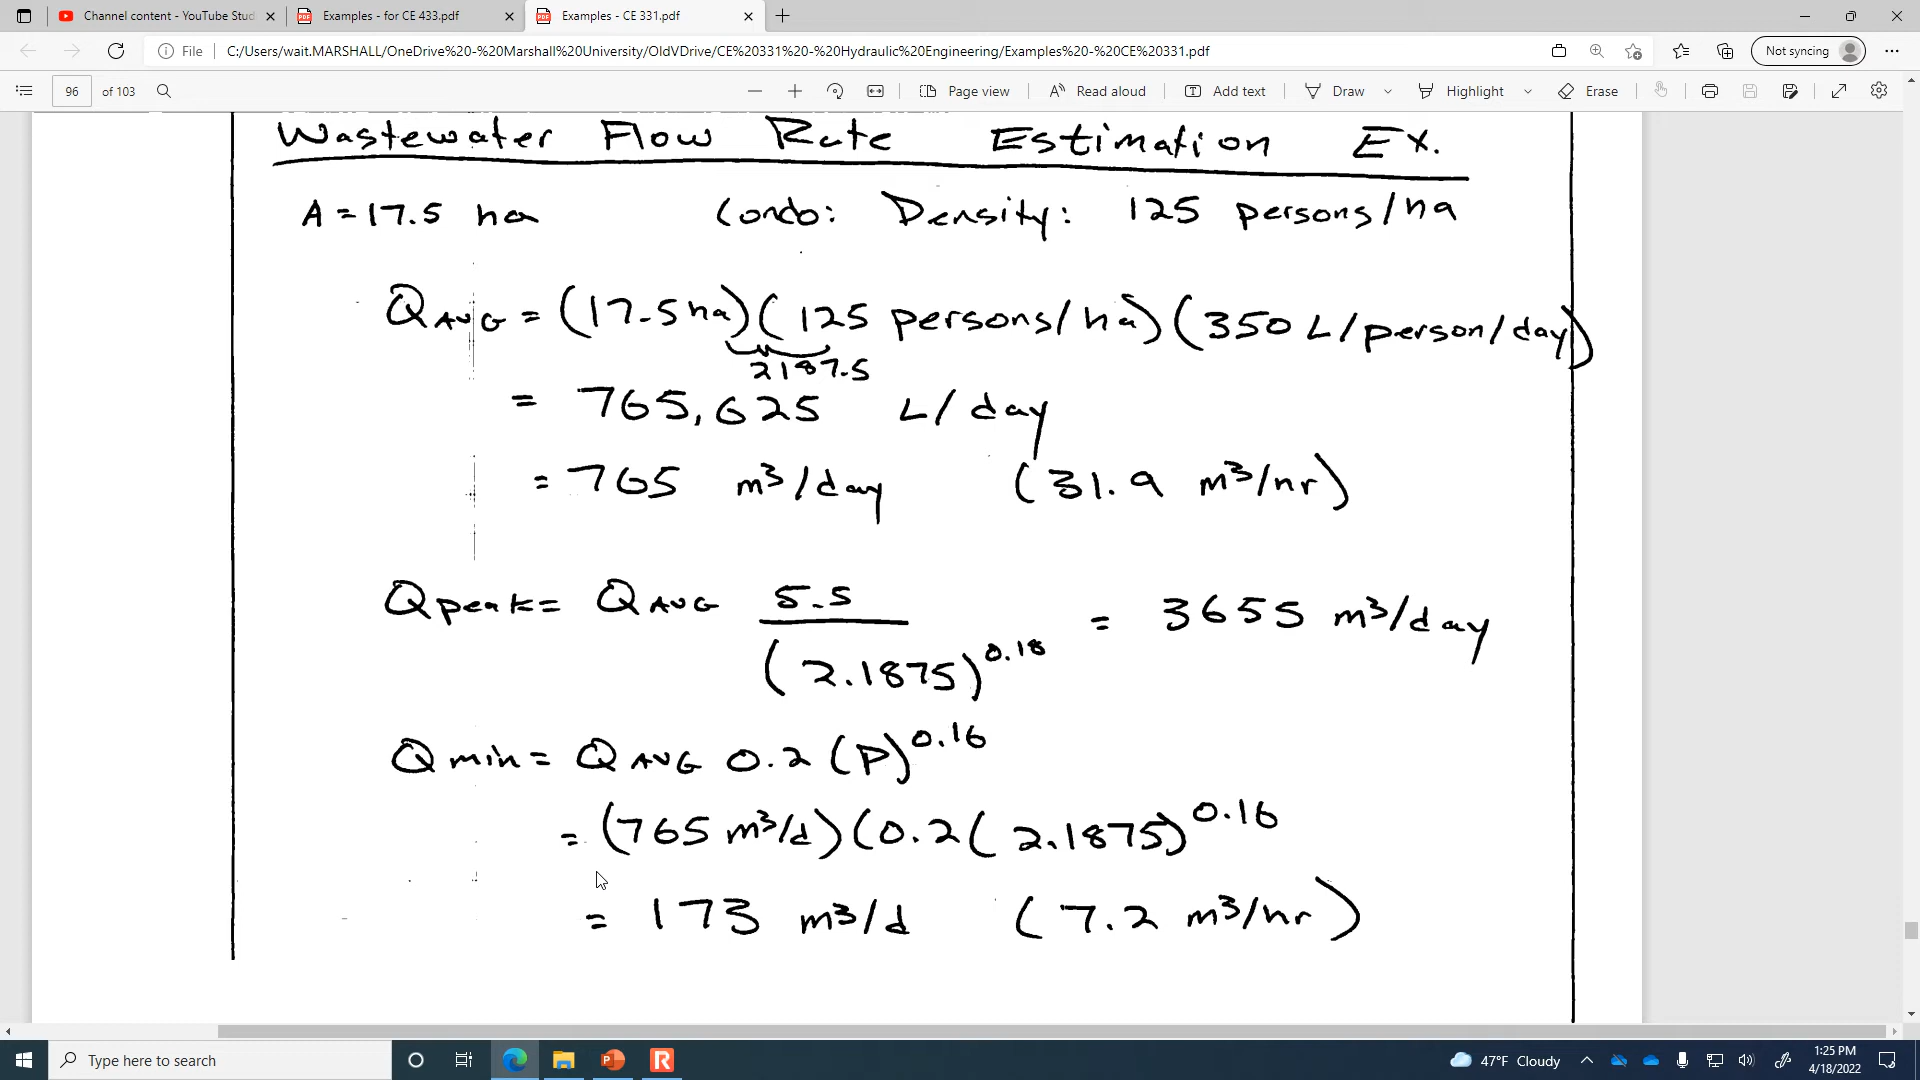 Channel content - YouTube Stud
Examples - for CE 433.pdf
Examples - CE 331.pdf
File
C:/Users/wait.MARSHALL/OneDrive%20-%20Marshall%20University/OldVDrive/CE%20331%20-%20Hydraulic%20Engineering/Examples%20-%20CE%20331.pdf
Not syncing
96 of 103
Page view
Read aloud
Add text
Draw
Highlight
Erase
Wastewater Flow Rate Estimation Ex.
A = 17.5 ha Condo: Density: 125 persons/ha
Q AVG = (17.5 ha)(125 persons/ha)(350 L/person/day)
2187.5
= 765,625 L/day
= 765 m³/day (31.9 m³/hr)
Qpeak = Q AVG 5.5 / (2.1875)^0.18 = 3655 m³/day
Qmin = Q AVG 0.2 (P)^0.16
= (765 m³/d)(0.2(2.1875)^0.16
= 173 m³/d (7.2 m³/hr)
Type here to search
47°F Cloudy
1:25 PM
4/18/2022